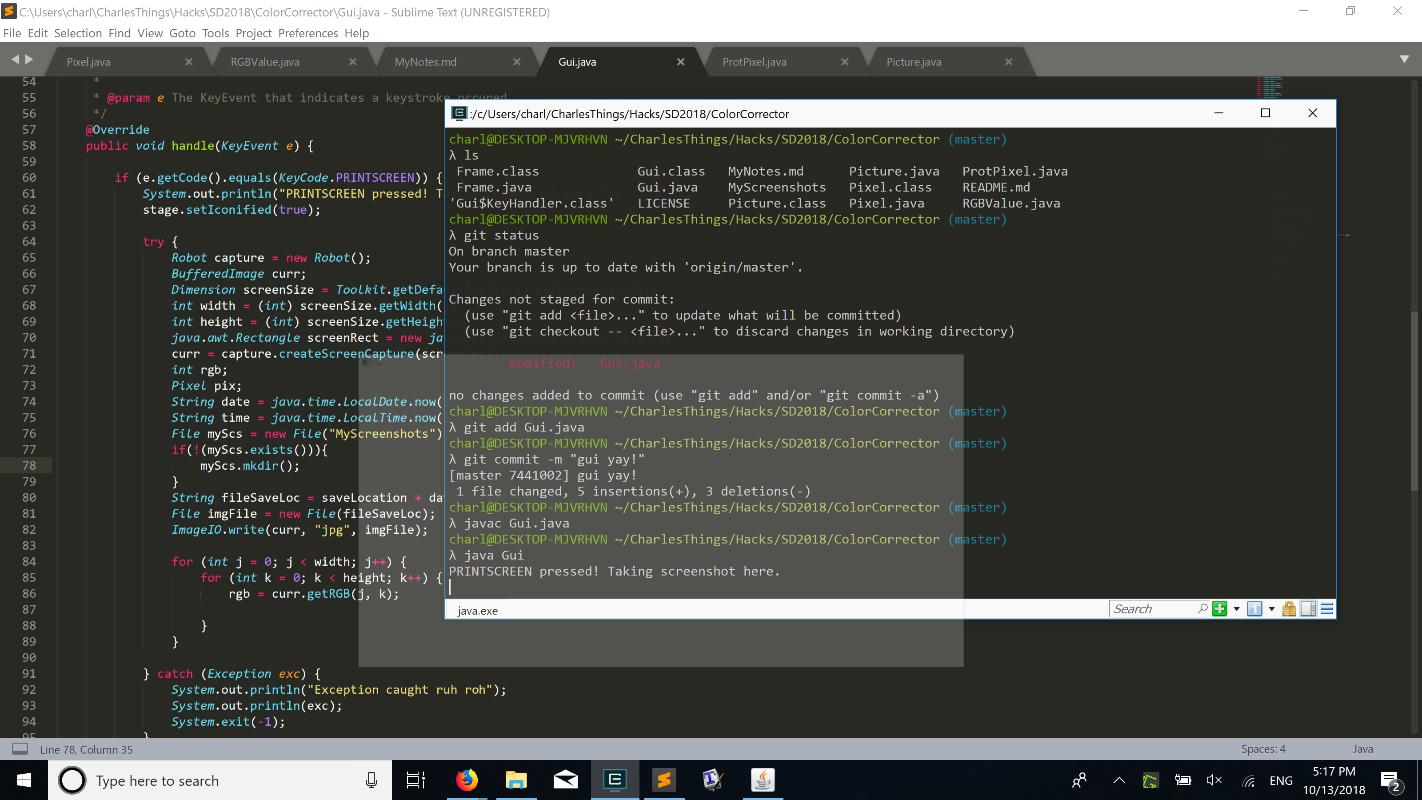 C:\Users\charl\CharlesThings\Hacks\SD2018\ColorCorrector\Gui.java - Sublime Text (UNREGISTERED)
File Edit Selection Find View Goto Tools Project Preferences Help
Pixel.java RGBValue.java MyNotes.md Gui.java ProtPixel.java Picture.java
54 *
55 * @param e The KeyEvent that indicates a keystroke occured
56 */
57 @Override
58 public void handle(KeyEvent e) {
59
60 if (e.getCode().equals(KeyCode.PRINTSCREEN)) {
61 System.out.println("PRINTSCREEN pressed! T
62 stage.setIconified(true);
63
64 try {
65 Robot capture = new Robot();
66 BufferedImage curr;
67 Dimension screenSize = Toolkit.getDefa
68 int width = (int) screenSize.getWidth(
69 int height = (int) screenSize.getHeigh
70 java.awt.Rectangle screenRect = new ja
71 curr = capture.createScreenCapture(scr
72 int rgb;
73 Pixel pix;
74 String date = java.time.LocalDate.now(
75 String time = java.time.LocalTime.now(
76 File myScs = new File("MyScreenshots")
77 if(!(myScs.exists())){
78 myScs.mkdir();
79 }
80 String fileSaveLoc = saveLocation + da
81 File imgFile = new File(fileSaveLoc);
82 ImageIO.write(curr, "jpg", imgFile);
83
84 for (int j = 0; j < width; j++) {
85 for (int k = 0; k < height; k++) {
86 rgb = curr.getRGB(j, k);
87
88 }
89 }
90
91 } catch (Exception exc) {
92 System.out.println("Exception caught ruh roh");
93 System.out.println(exc);
94 System.exit(-1);
95 }
:/c/Users/charl/CharlesThings/Hacks/SD2018/ColorCorrector
charl@DESKTOP-MJVRHVN ~/CharlesThings/Hacks/SD2018/ColorCorrector (master)
λ ls
Frame.class Gui.class MyNotes.md Picture.java ProtPixel.java
Frame.java Gui.java MyScreenshots Pixel.class README.md
'Gui$KeyHandler.class' LICENSE Picture.class Pixel.java RGBValue.java
charl@DESKTOP-MJVRHVN ~/CharlesThings/Hacks/SD2018/ColorCorrector (master)
λ git status
On branch master
Your branch is up to date with 'origin/master'.
Changes not staged for commit:
(use "git add <file>..." to update what will be committed)
(use "git checkout -- <file>..." to discard changes in working directory)
modified: Gui.java
no changes added to commit (use "git add" and/or "git commit -a")
charl@DESKTOP-MJVRHVN ~/CharlesThings/Hacks/SD2018/ColorCorrector (master)
λ git add Gui.java
charl@DESKTOP-MJVRHVN ~/CharlesThings/Hacks/SD2018/ColorCorrector (master)
λ git commit -m "gui yay!"
[master 7441002] gui yay!
1 file changed, 5 insertions(+), 3 deletions(-)
charl@DESKTOP-MJVRHVN ~/CharlesThings/Hacks/SD2018/ColorCorrector (master)
λ javac Gui.java
charl@DESKTOP-MJVRHVN ~/CharlesThings/Hacks/SD2018/ColorCorrector (master)
λ java Gui
PRINTSCREEN pressed! Taking screenshot here.
java.exe Search
Line 78, Column 35 Spaces: 4 Java
Type here to search ENG 5:17 PM
10/13/2018 2